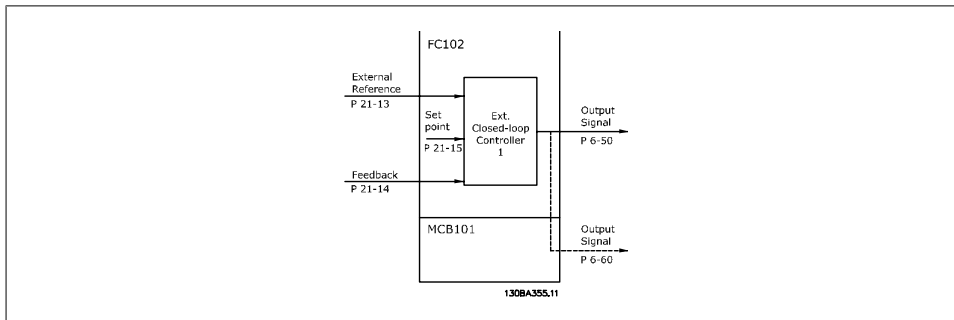 FC102
External
Reference
P 21-13
Set
point
P 21-15
Ext.
Closed-loop
Controller
1
Output
Signal
P 6-50
Feedback
P 21-14
MCB101
Output
Signal
P 6-60
130BA355.11